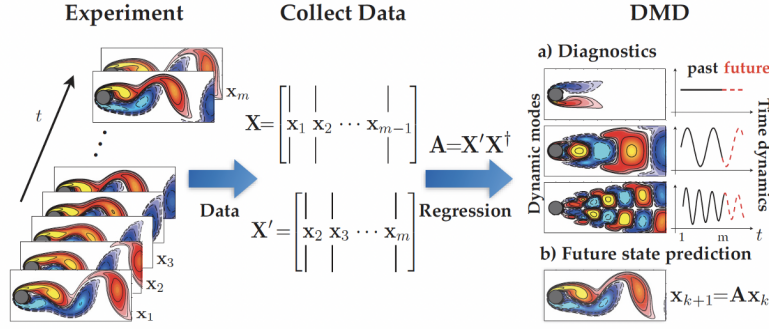 Experiment
t
x_m
x_3
x_2
x_1
Data
Collect Data
X = [x_1 x_2 ⋯ x_{m−1}]
X′ = [x_2 x_3 ⋯ x_m]
A=X′X†
Regression
DMD
a) Diagnostics
Dynamic modes
past future
Time dynamics
1 m t
b) Future state prediction
x_{k+1}=Ax_k